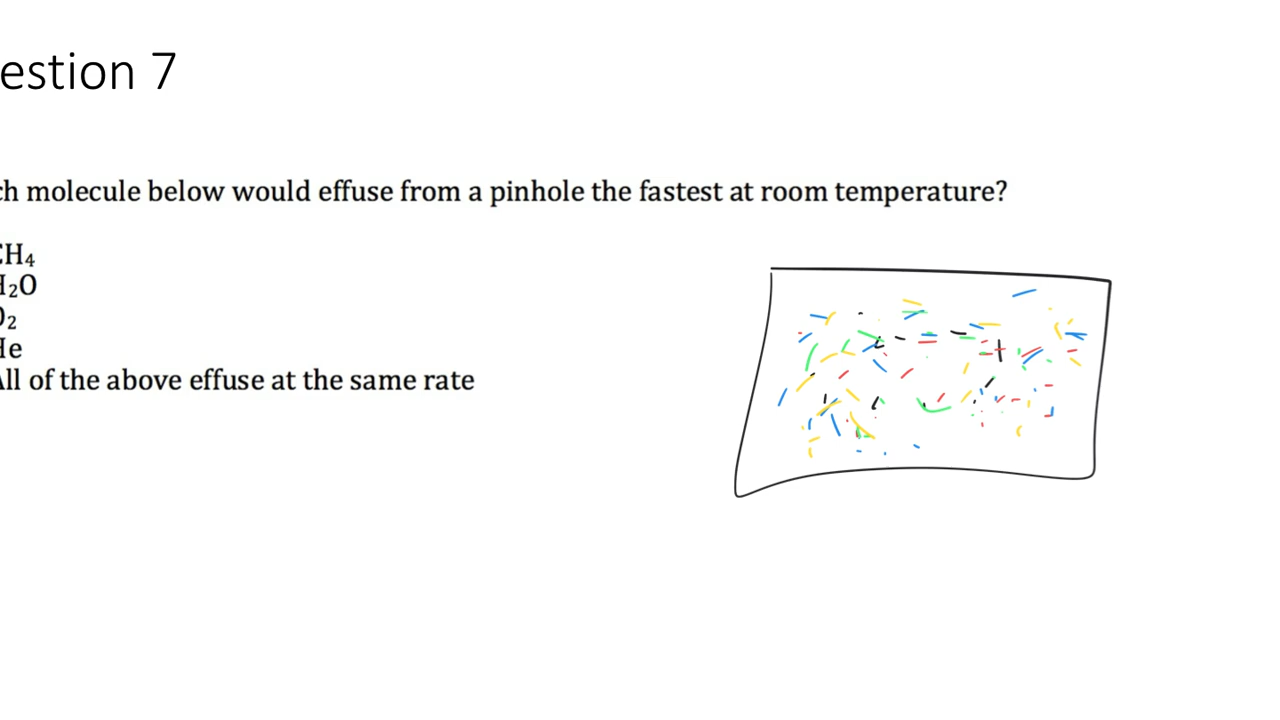 estion 7
ch molecule below would effuse from a pinhole the fastest at room temperature?
CH4
H2O
O2
He
All of the above effuse at the same rate